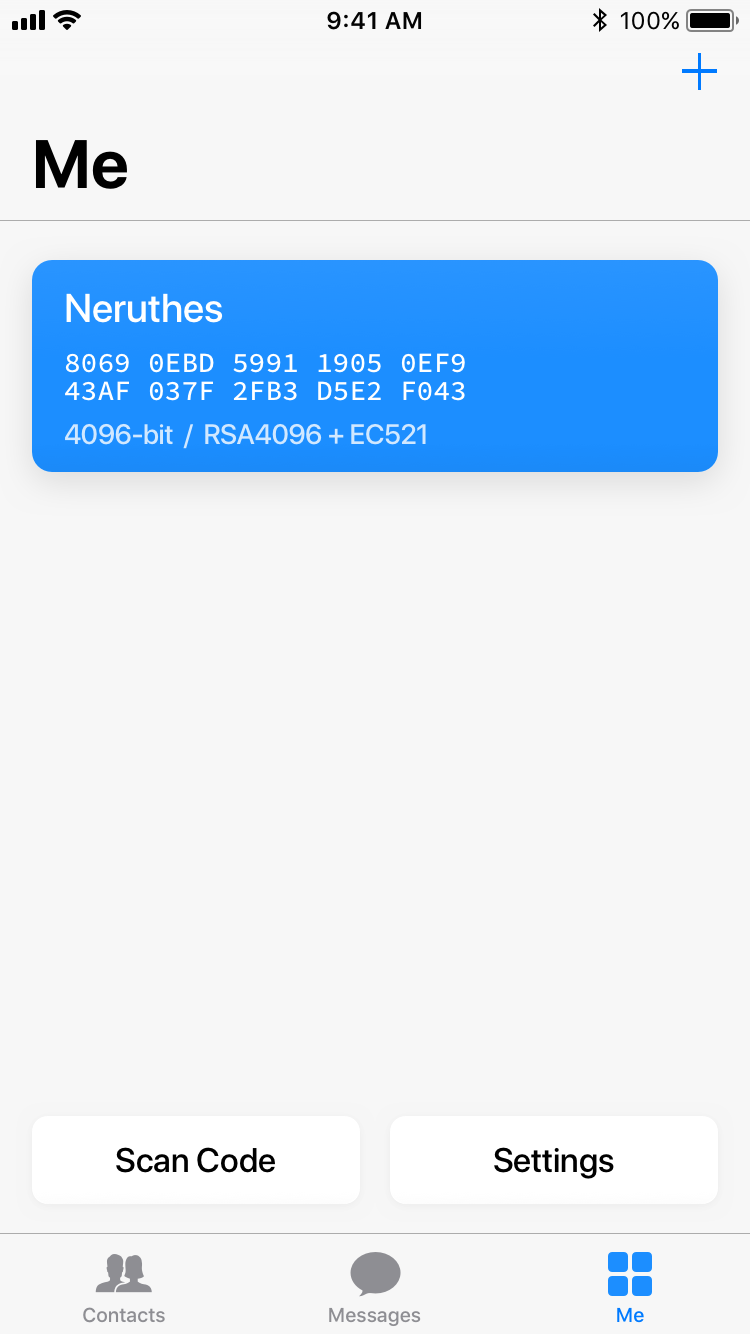 9:41 AM
100%
Me
Neruthes
8069 0EBD 5991 1905 0EF9
43AF 037F 2FB3 D5E2 F043
4096-bit / RSA4096 + EC521
Scan Code
Settings
Contacts
Messages
Me